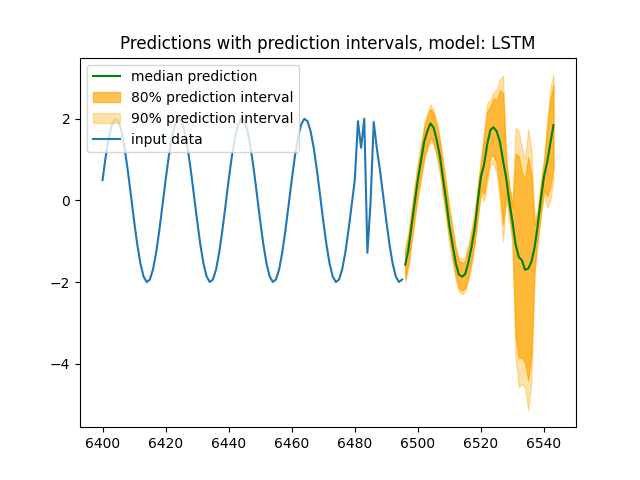 Predictions with prediction intervals, model: LSTM
median prediction
80% prediction interval
90% prediction interval
input data
2
0
−2
−4
6400 6420 6440 6460 6480 6500 6520 6540